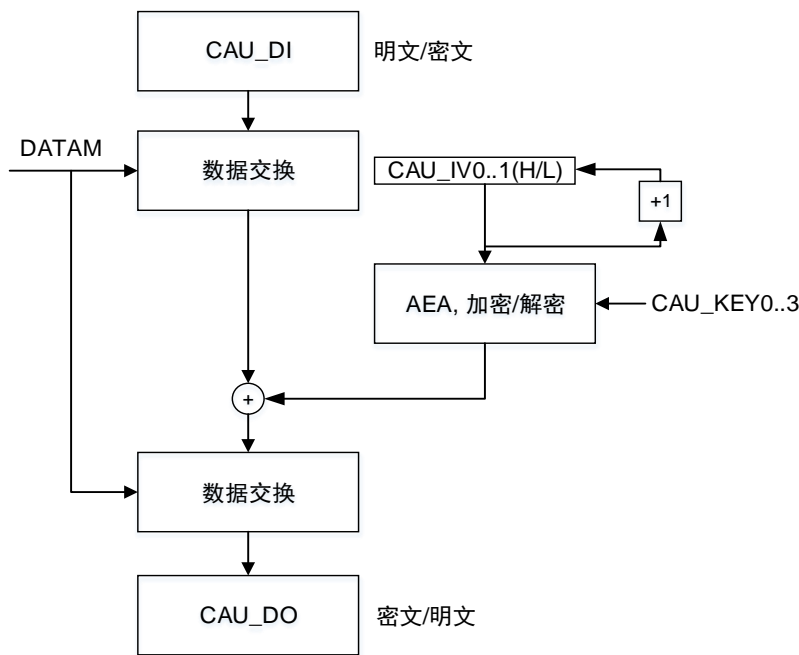 CAU_DI
明文/密文
DATAM
数据交换
CAU_IV0..1(H/L)
+1
AEA, 加密/解密
CAU_KEY0..3
+
数据交换
CAU_DO
密文/明文